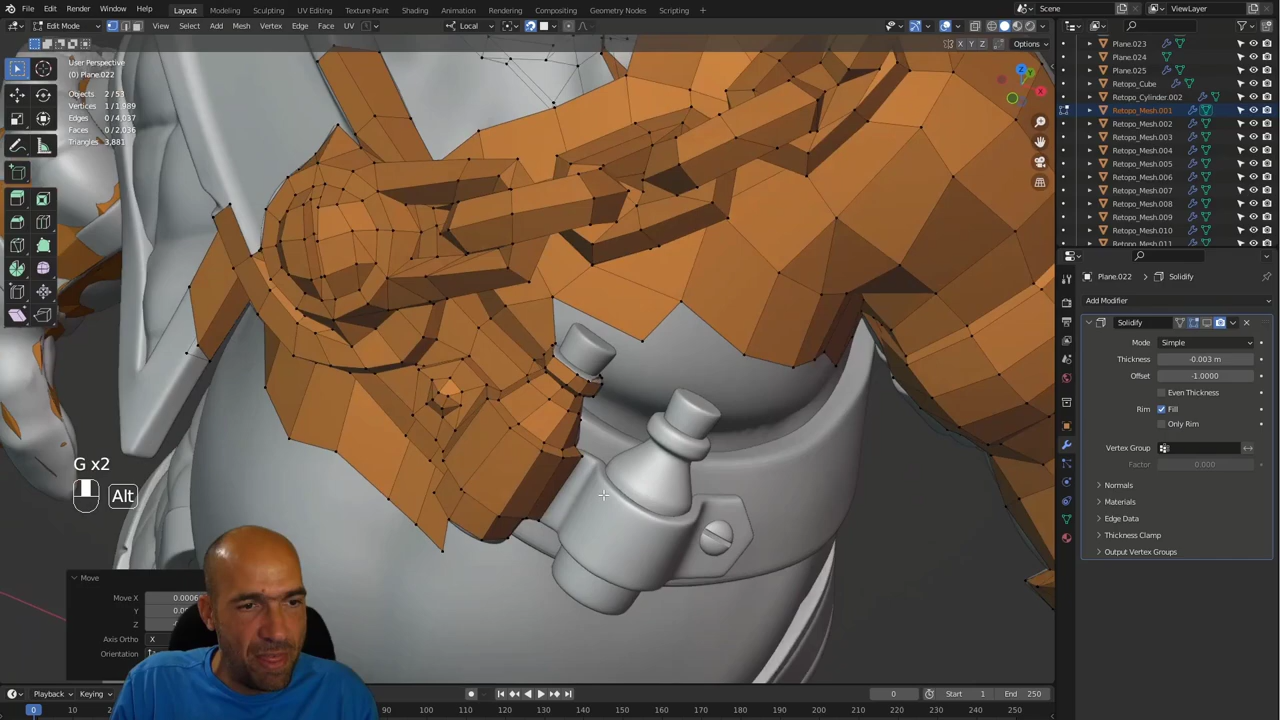 File Edit Render Window Help Layout Modeling Sculpting UV Editing Texture Paint Shading Animation Rendering Compositing Geometry Nodes Scripting Scene ViewLayer
Edit Mode View Select Add Mesh Vertex Edge Face UV Local
X Y Z Options
User Perspective
(0) Plane.022
Objects 2/53
Vertices 1/1,989
Edges 0/4,037
Faces 0/2,036
Triangles 3,881
Plane.023
Plane.024
Plane.025
Retopo_Cube
Retopo_Cylinder.002
Retopo_Mesh.001
Retopo_Mesh.002
Retopo_Mesh.003
Retopo_Mesh.004
Retopo_Mesh.005
Retopo_Mesh.006
Retopo_Mesh.007
Retopo_Mesh.008
Retopo_Mesh.009
Retopo_Mesh.010
Retopo_Mesh.011
Plane.022 Solidify
Add Modifier
Solidify
Mode Simple
Thickness -0.003 m
Offset -1.0000
Even Thickness
Rim Fill
Only Rim
Vertex Group
Factor 0.000
Normals
Materials
Edge Data
Thickness Clamp
Output Vertex Groups
G x2
Alt
Move
Move X
Y
Z
Axis Ortho X
Orientation
Playback Keying View 0 Start 1 End 250
0 10 90 100 110 120 130 140 150 160 170 180 190 200 210 220 230 240 250